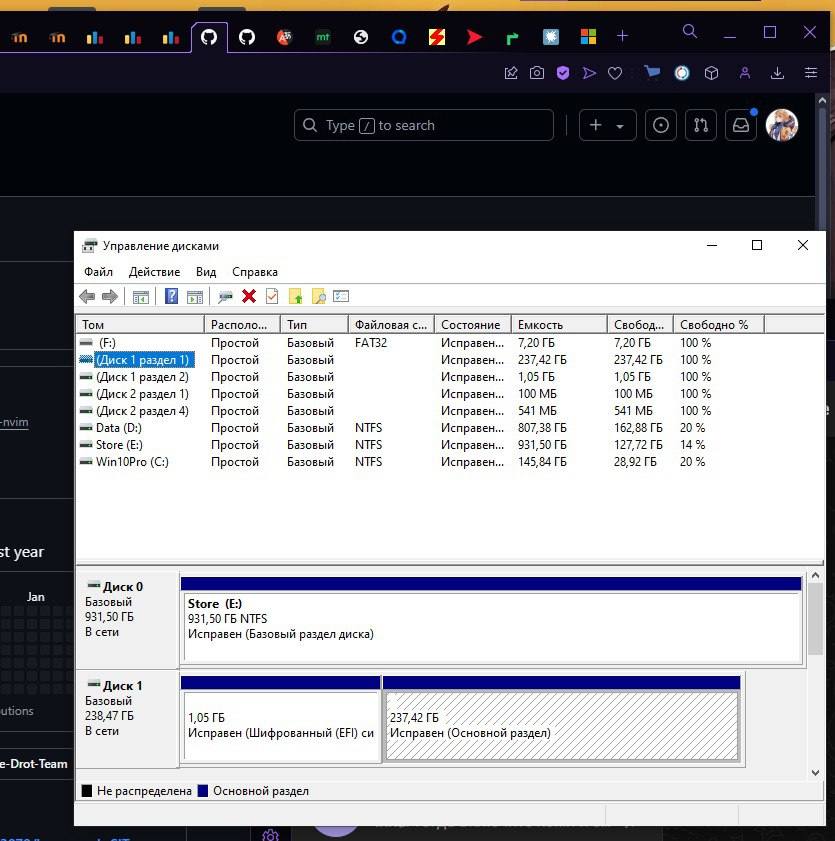 Type / to search
-nvim
st year
Jan
outions
e-Drot-Team
Управление дисками
Файл Действие Вид Справка
Том Располо... Тип Файловая с... Состояние Емкость Свобод... Свободно %
(F:) Простой Базовый FAT32 Исправен... 7,20 ГБ 7,20 ГБ 100 %
(Диск 1 раздел 1) Простой Базовый Исправен... 237,42 ГБ 237,42 ГБ 100 %
(Диск 1 раздел 2) Простой Базовый Исправен... 1,05 ГБ 1,05 ГБ 100 %
(Диск 2 раздел 1) Простой Базовый Исправен... 100 МБ 100 МБ 100 %
(Диск 2 раздел 4) Простой Базовый Исправен... 541 МБ 541 МБ 100 %
Data (D:) Простой Базовый NTFS Исправен... 807,38 ГБ 162,88 ГБ 20 %
Store (E:) Простой Базовый NTFS Исправен... 931,50 ГБ 127,72 ГБ 14 %
Win10Pro (C:) Простой Базовый NTFS Исправен... 145,84 ГБ 28,92 ГБ 20 %
Диск 0
Базовый
931,50 ГБ
В сети
Store (E:)
931,50 ГБ NTFS
Исправен (Базовый раздел диска)
Диск 1
Базовый
238,47 ГБ
В сети
1,05 ГБ
Исправен (Шифрованный (EFI) си
237,42 ГБ
Исправен (Основной раздел)
Не распределена Основной раздел